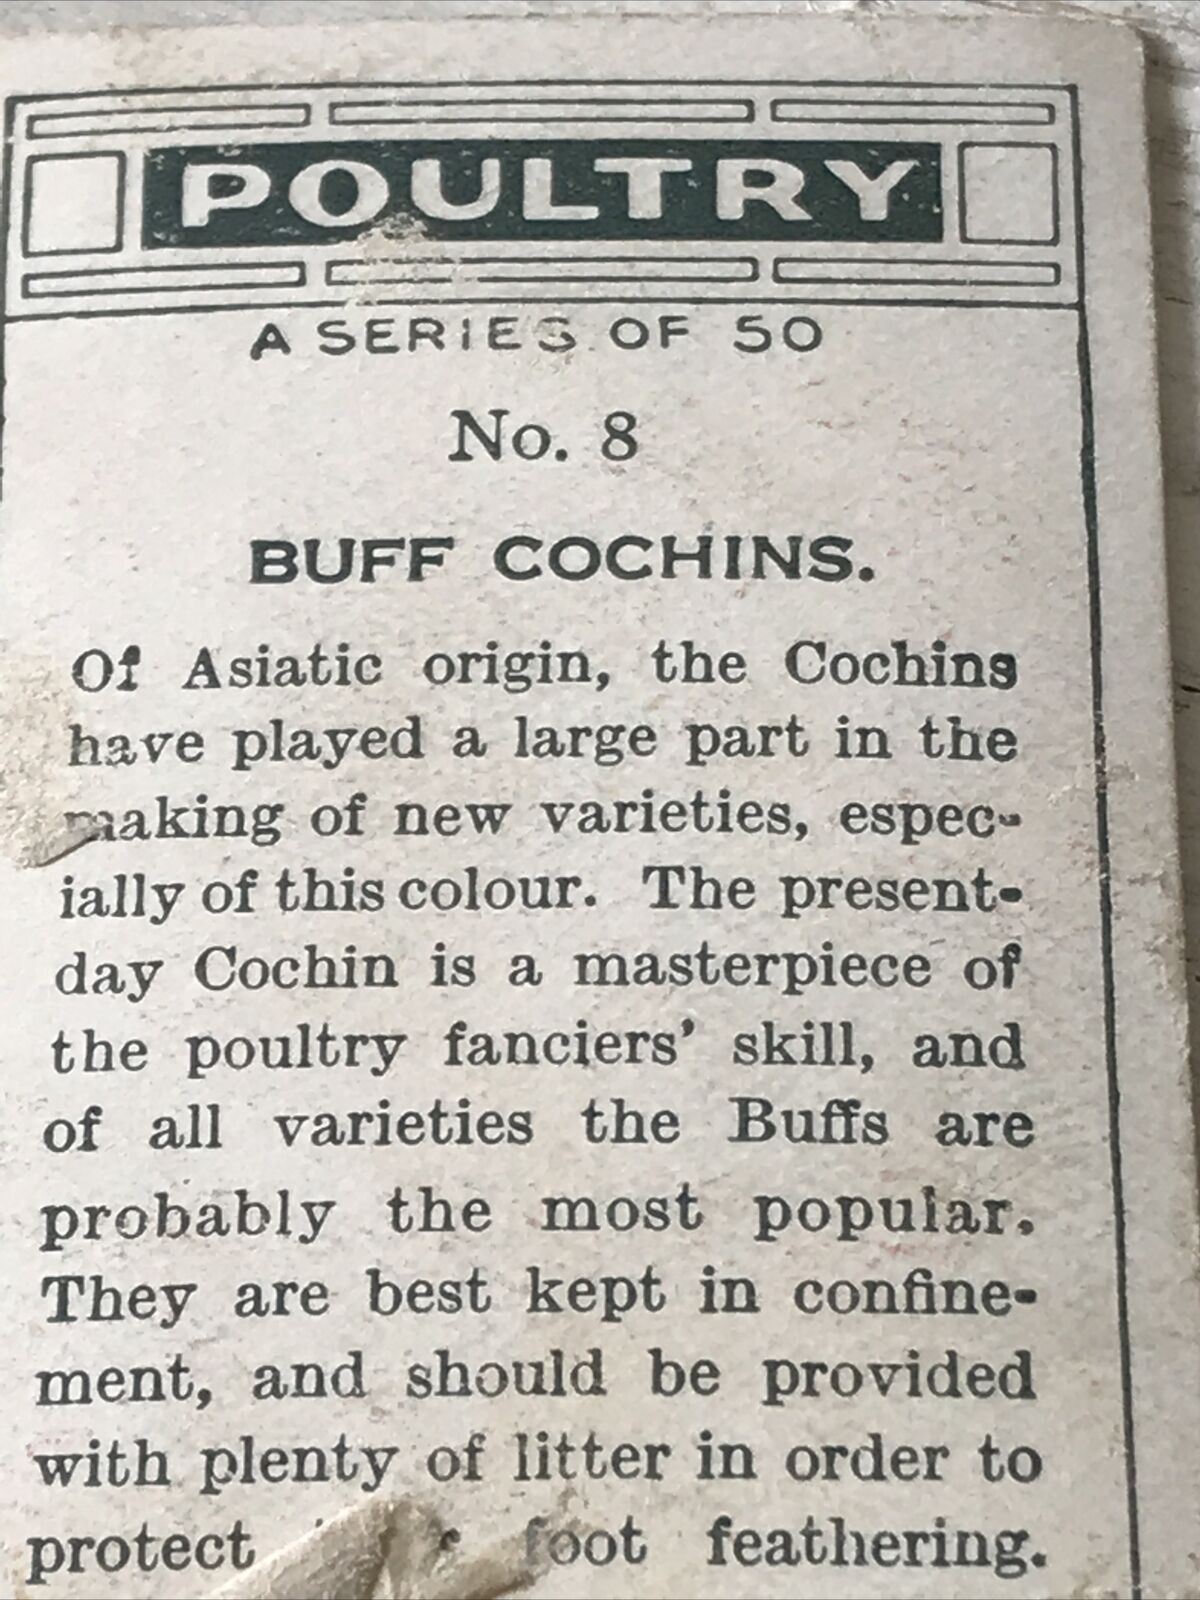 POULTRY
A SERIES OF 50
No. 8
BUFF COCHINS.
Of Asiatic origin, the Cochins
have played a large part in the
making of new varieties, espec-
ially of this colour. The present-
day Cochin is a masterpiece of
the poultry fanciers' skill, and
of all varieties the Buffs are
probably the most popular.
They are best kept in confine-
ment, and should be provided
with plenty of litter in order to
protect foot feathering.